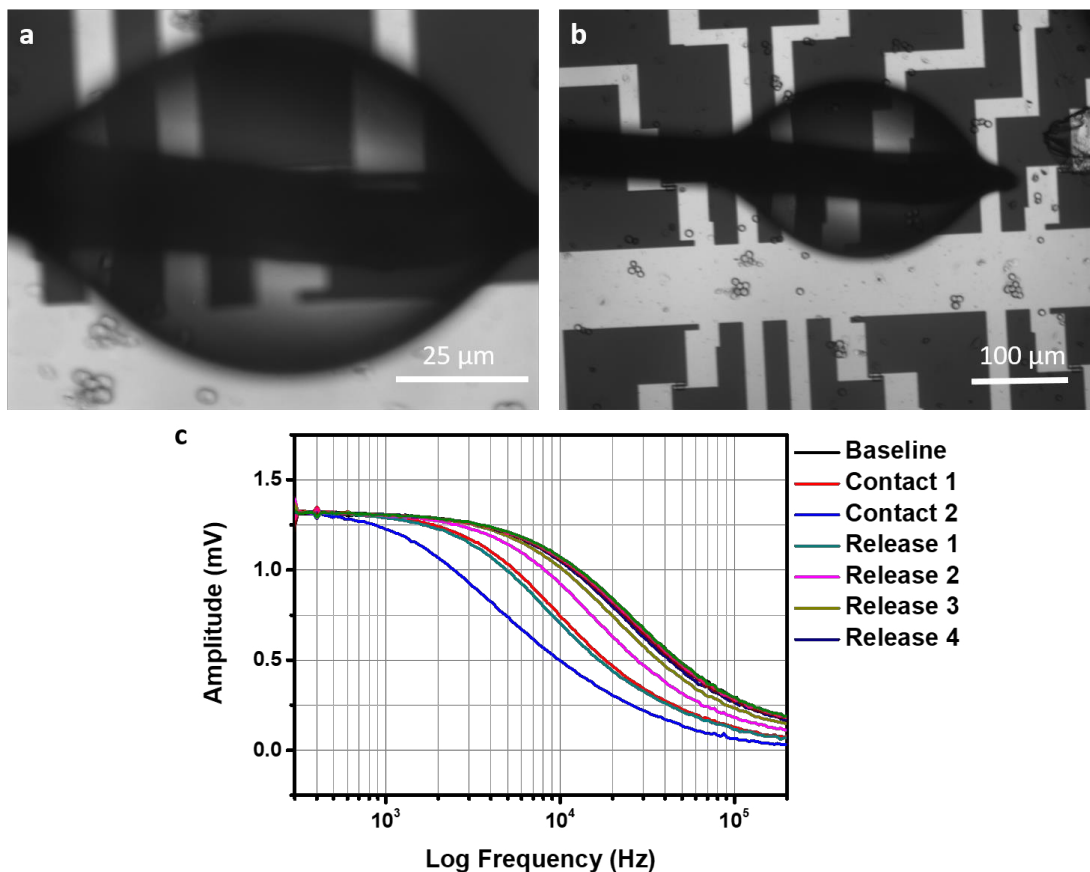 a
25 µm
b
100 µm
c
Amplitude (mV)
1.5
1.0
0.5
0.0
10³
10⁴
10⁵
Log Frequency (Hz)
Baseline
Contact 1
Contact 2
Release 1
Release 2
Release 3
Release 4